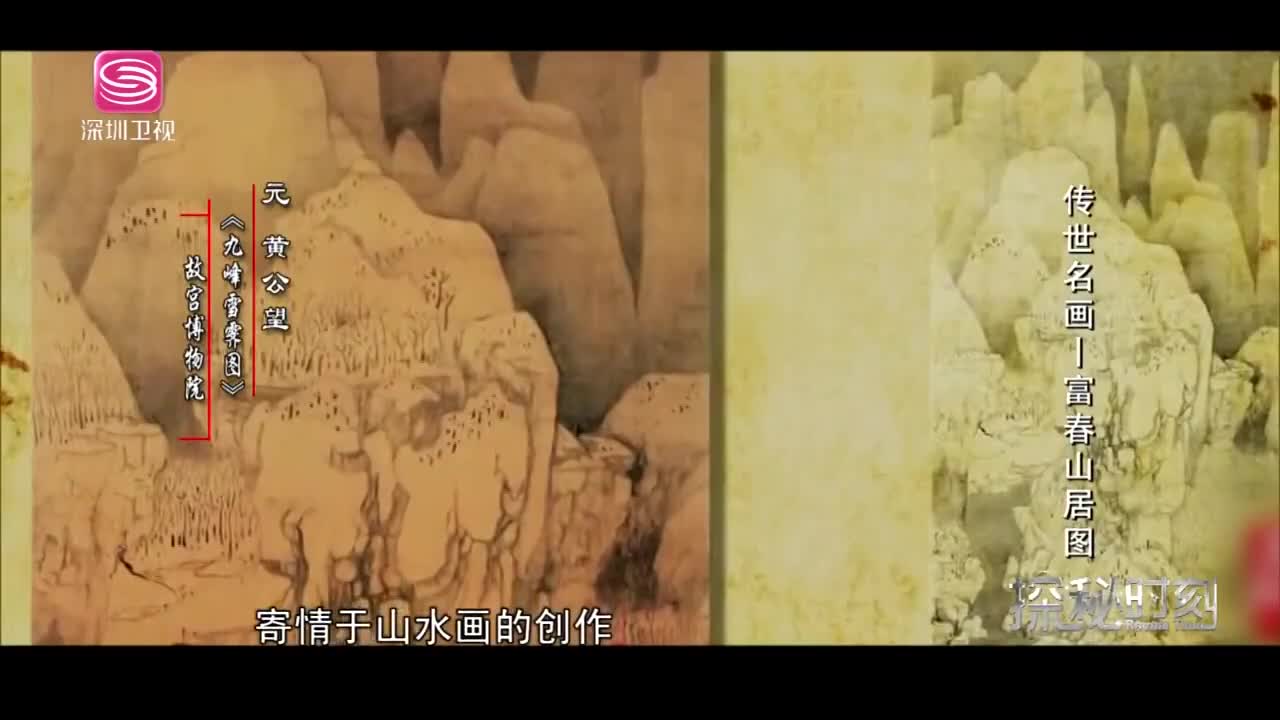 深圳卫视
元 黄公望
《九峰雪霁图》
故宫博物院
传世名画—富春山居图
探秘时刻
寄情于山水画的创作